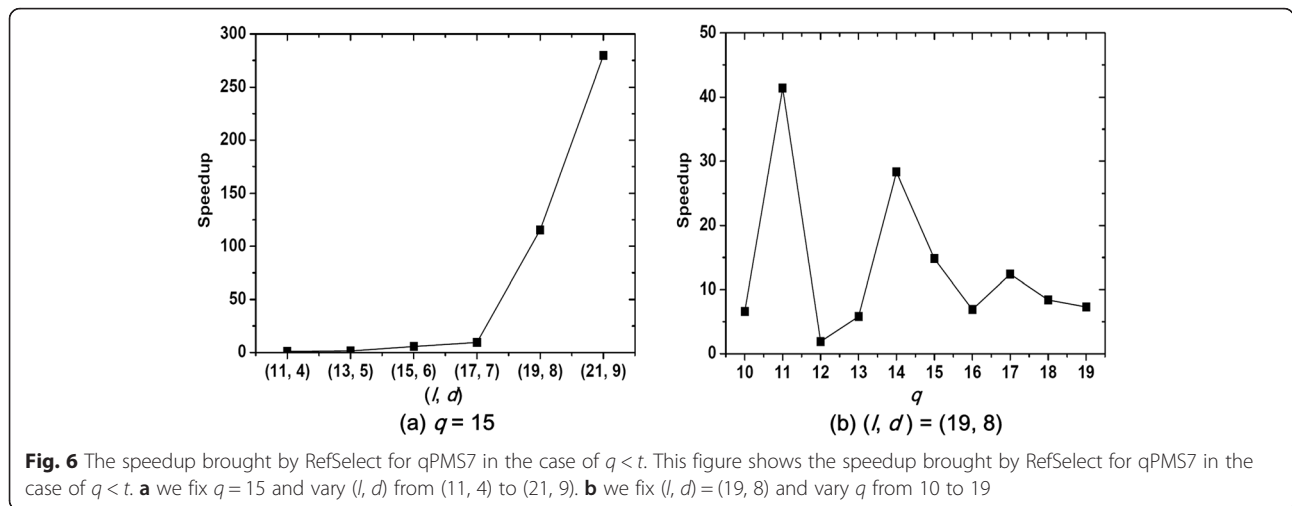 300
250
200
150
100
50
0
Speedup
(11, 4) (13, 5) (15, 6) (17, 7) (19, 8) (21, 9)
(l, d)
(a) q = 15
50
40
30
20
10
0
Speedup
10 11 12 13 14 15 16 17 18 19
q
(b) (l, d) = (19, 8)
Fig. 6 The speedup brought by RefSelect for qPMS7 in the case of q < t. This figure shows the speedup brought by RefSelect for qPMS7 in the
case of q < t. a we fix q = 15 and vary (l, d) from (11, 4) to (21, 9). b we fix (l, d) = (19, 8) and vary q from 10 to 19